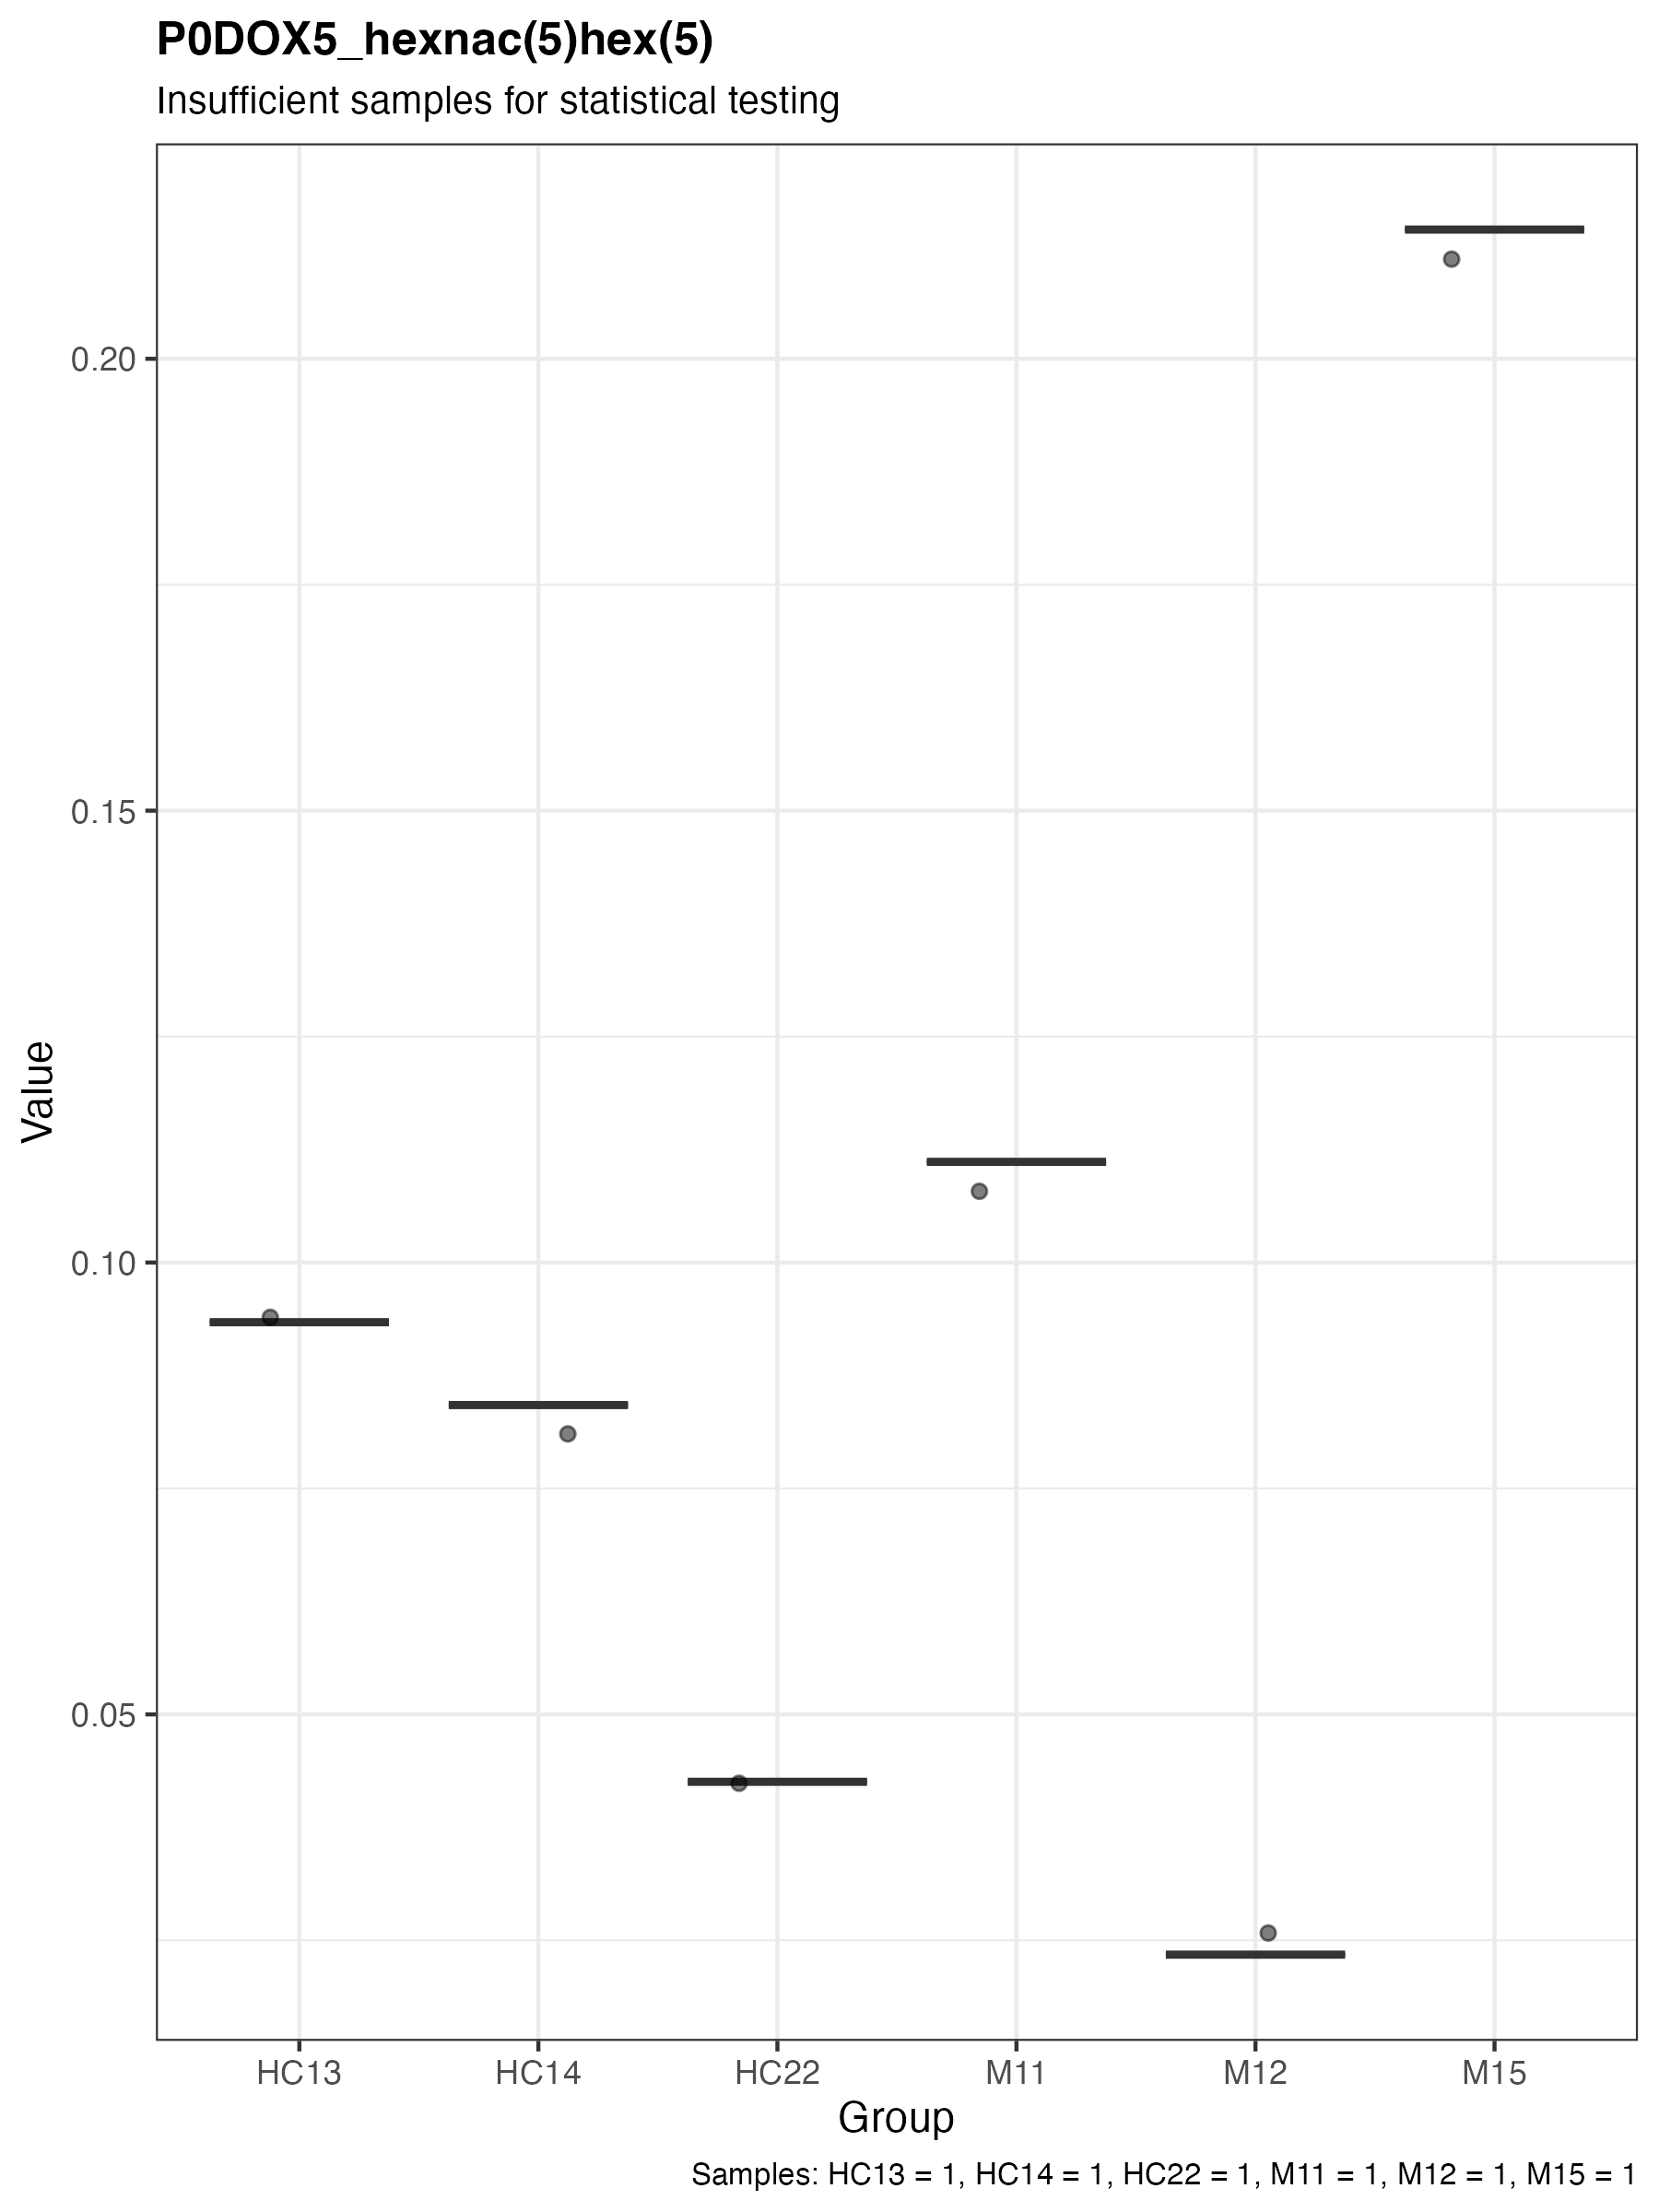 P0DOX5_hexnac(5)hex(5)
Insufficient samples for statistical testing
0.20
0.15
0.10
0.05
Value
HC13 HC14 HC22 M11 M12 M15
Group
Samples: HC13 = 1, HC14 = 1, HC22 = 1, M11 = 1, M12 = 1, M15 = 1